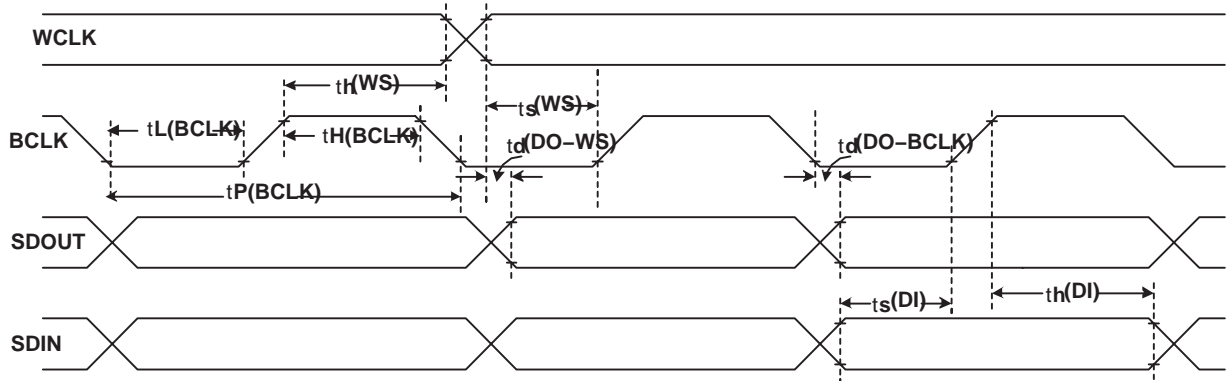 WCLK
th(WS)
ts(WS)
BCLK
tL(BCLK)
tH(BCLK)
td(DO−WS)
td(DO−BCLK)
tP(BCLK)
SDOUT
ts(DI)
th(DI)
SDIN